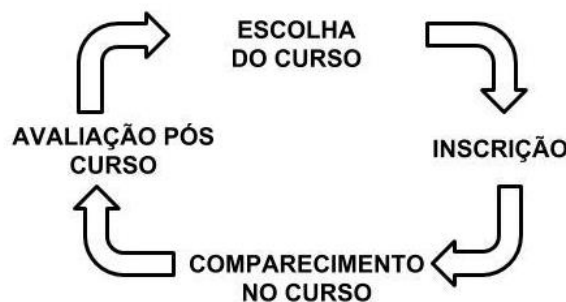 ESCOLHA
DO CURSO
INSCRIÇÃO
COMPARECIMENTO
NO CURSO
AVALIAÇÃO PÓS
CURSO